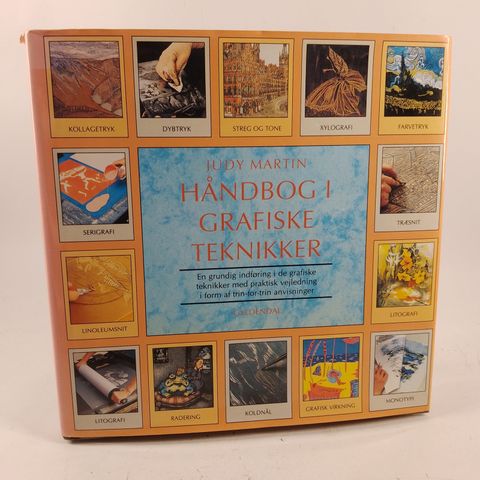 KOLLAGETRYK
DYBTRYK
STREG OG TONE
XYLOGRAFI
FARVETRYK
JUDY MARTIN
HÅNDBOG I
GRAFISKE
TEKNIKKER
En grundig indføring i de grafiske
teknikker med praktisk vejledning
i form af trin-for-trin anvisninger
GYLDENDAL
SERIGRAFI
TRÆSNIT
LINOLEUMSNIT
LITOGRAFI
LITOGRAFI
RADERING
KOLDNÅL
GRAFISK VIRKNING
MONOTYPI